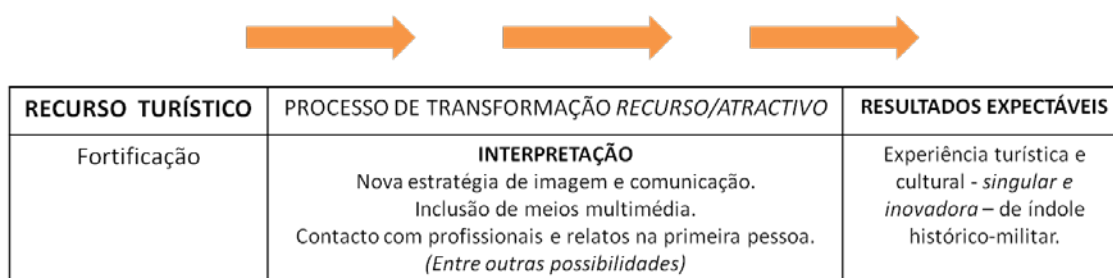 RECURSO TURÍSTICO
PROCESSO DE TRANSFORMAÇÃO RECURSO/ATRACTIVO
RESULTADOS EXPECTÁVEIS
Fortificação
INTERPRETAÇÃO
Nova estratégia de imagem e comunicação.
Inclusão de meios multimédia.
Contacto com profissionais e relatos na primeira pessoa.
(Entre outras possibilidades)
Experiência turística e
cultural - singular e
inovadora – de índole
histórico-militar.